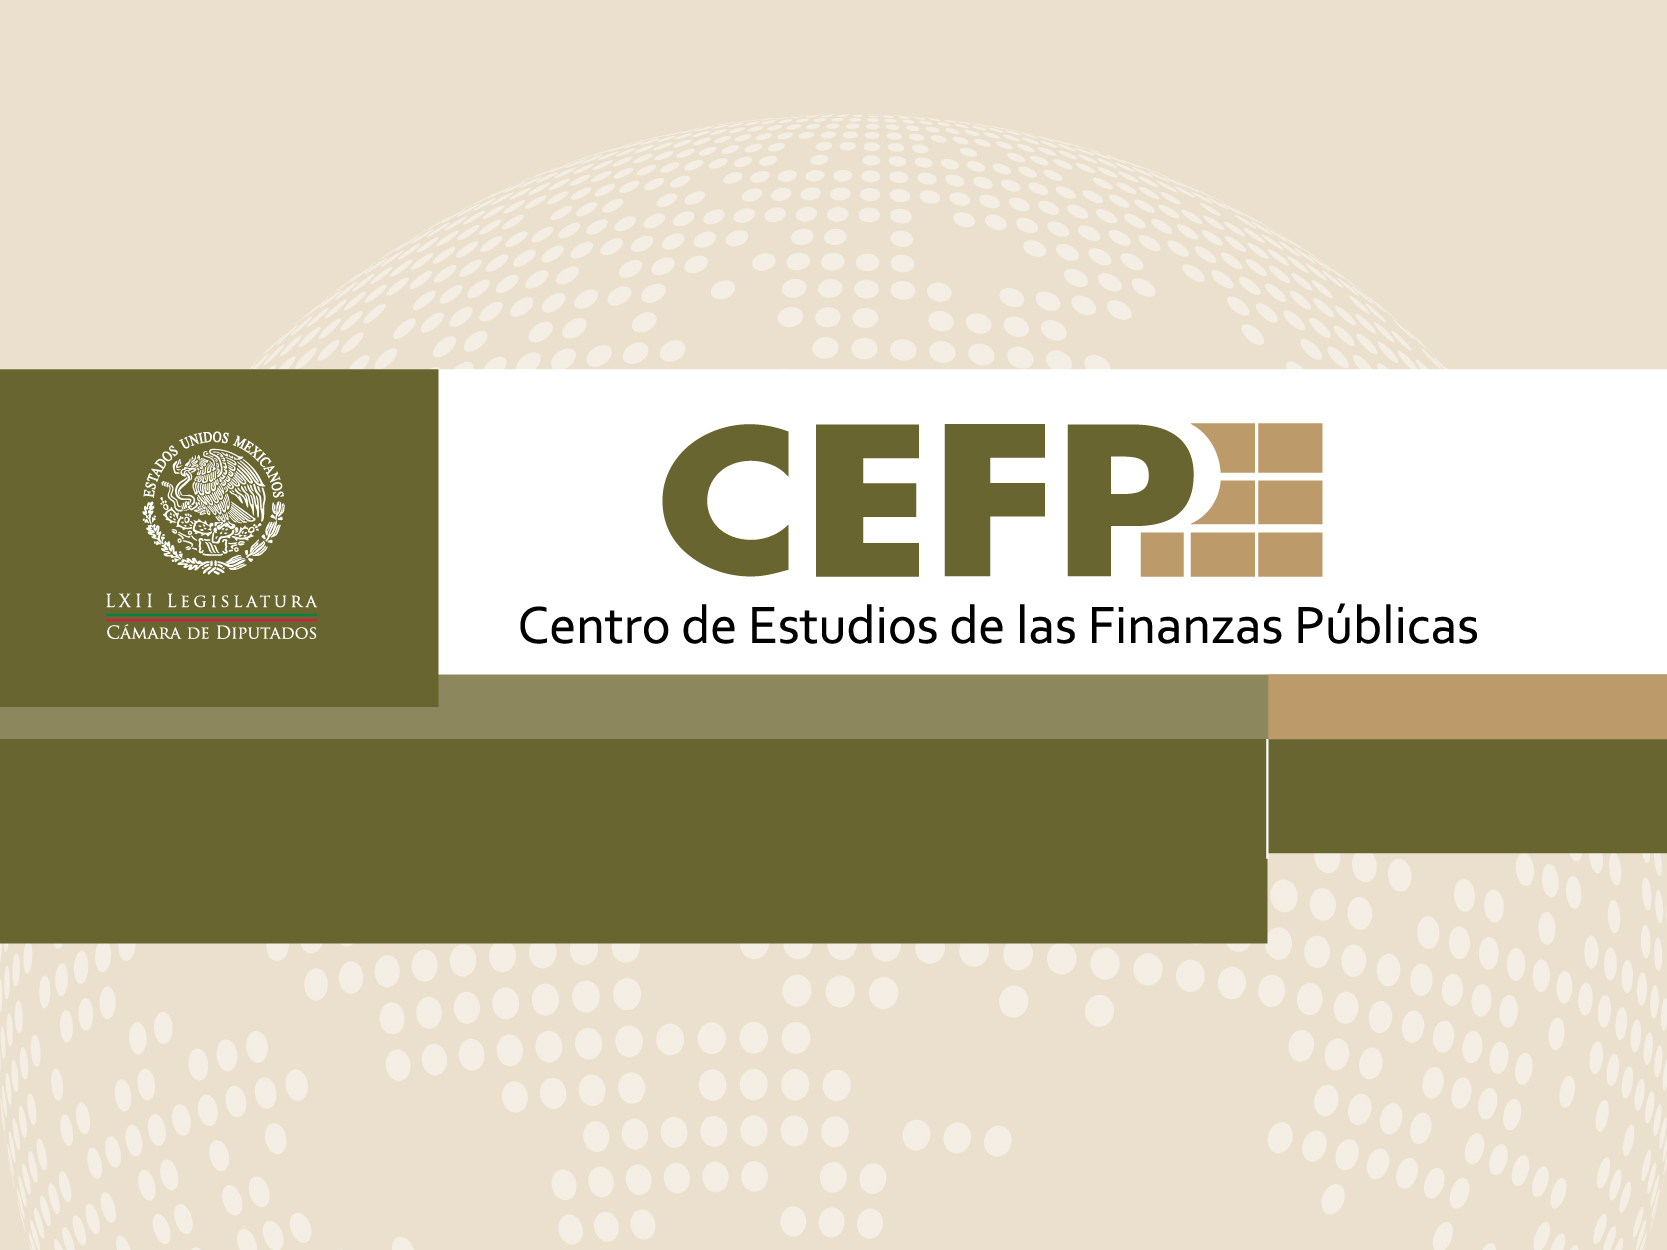 ESTADOS UNIDOS MEXICANOS
LXII LEGISLATURA
CÁMARA DE DIPUTADOS
CEFP
Centro de Estudios de las Finanzas Públicas